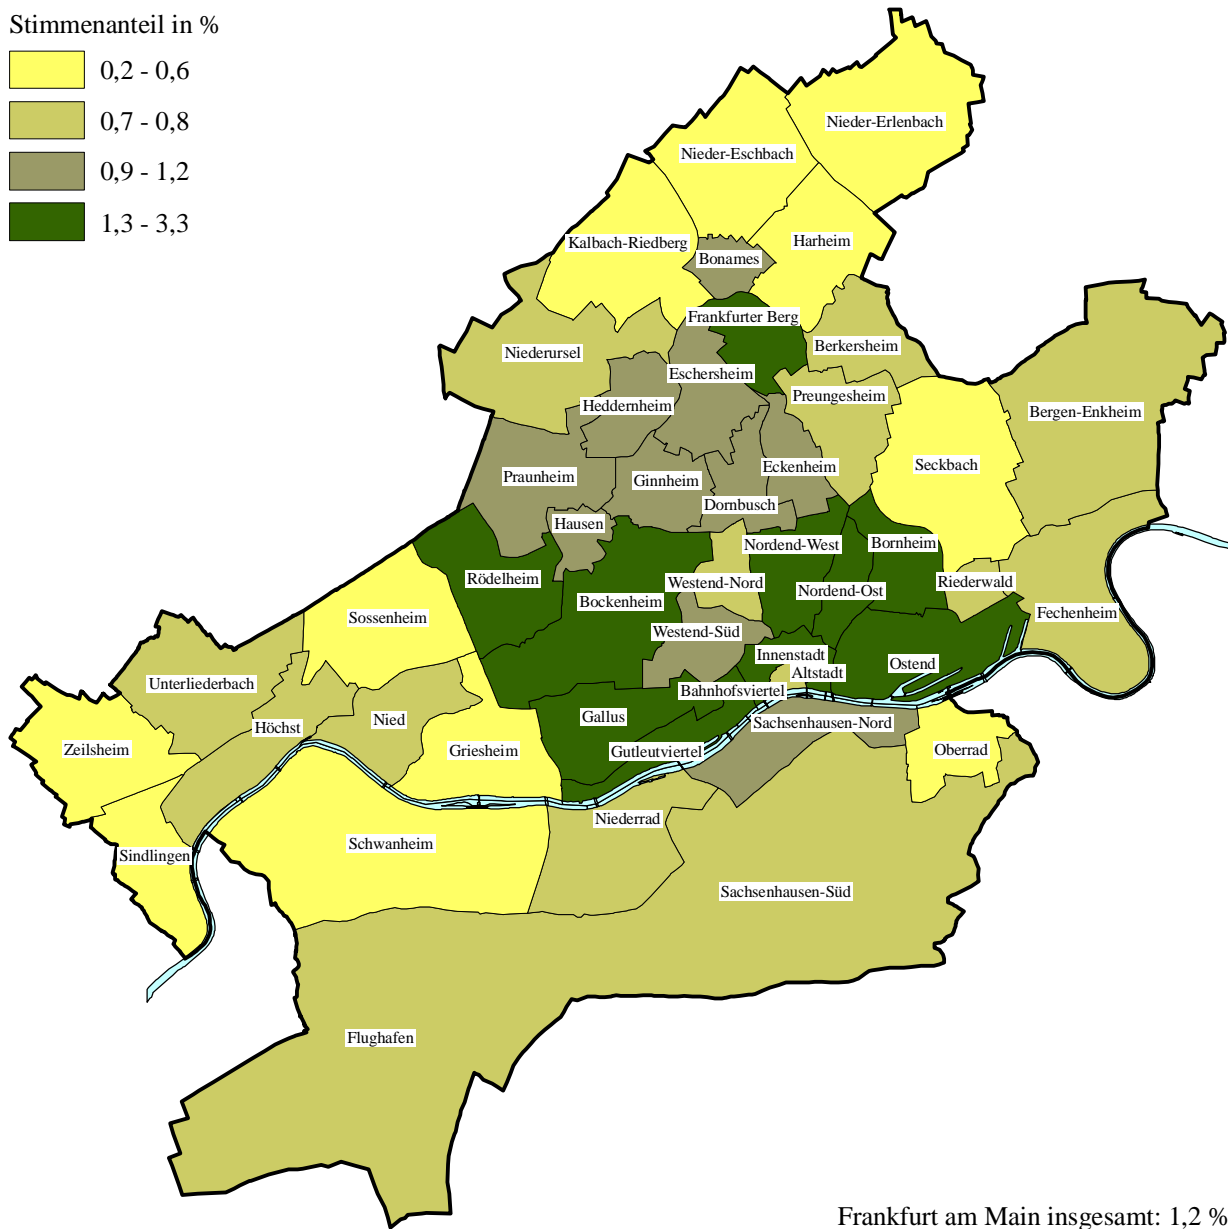 Stimmenanteil in %
0,2 - 0,6
0,7 - 0,8
0,9 - 1,2
1,3 - 3,3
Nieder-Erlenbach
Nieder-Eschbach
Kalbach-Riedberg
Harheim
Bonames
Frankfurter Berg
Berkersheim
Niederursel
Eschersheim
Preungesheim
Heddernheim
Bergen-Enkheim
Seckbach
Eckenheim
Praunheim
Ginnheim
Dornbusch
Hausen
Nordend-West
Bornheim
Rödelheim
Westend-Nord
Riederwald
Nordend-Ost
Bockenheim
Fechenheim
Sossenheim
Westend-Süd
Innenstadt
Ostend
Altstadt
Unterliederbach
Bahnhofsviertel
Höchst
Nied
Gallus
Sachsenhausen-Nord
Zeilsheim
Griesheim
Gutleutviertel
Oberrad
Niederrad
Schwanheim
Sindlingen
Sachsenhausen-Süd
Flughafen
Frankfurt am Main insgesamt: 1,2 %